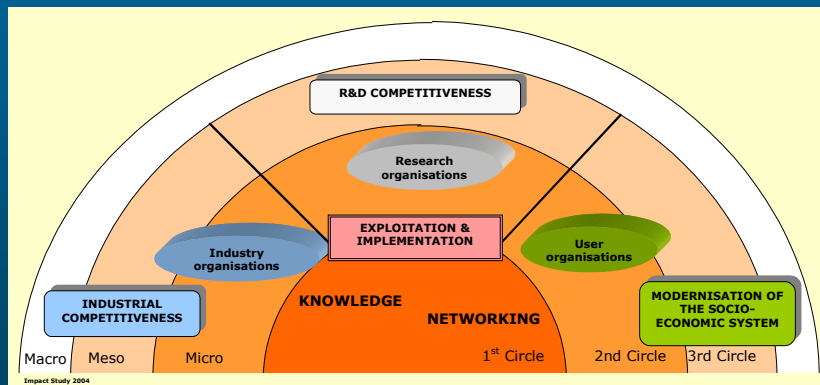 R&D COMPETITIVENESS
Research
organisations
EXPLOITATION &
IMPLEMENTATION
Industry
organisations
User
organisations
INDUSTRIAL
COMPETITIVENESS
KNOWLEDGE
NETWORKING
MODERNISATION OF
THE SOCIO-
ECONOMIC SYSTEM
Macro Meso Micro 1st Circle 2nd Circle 3rd Circle
Impact Study 2004